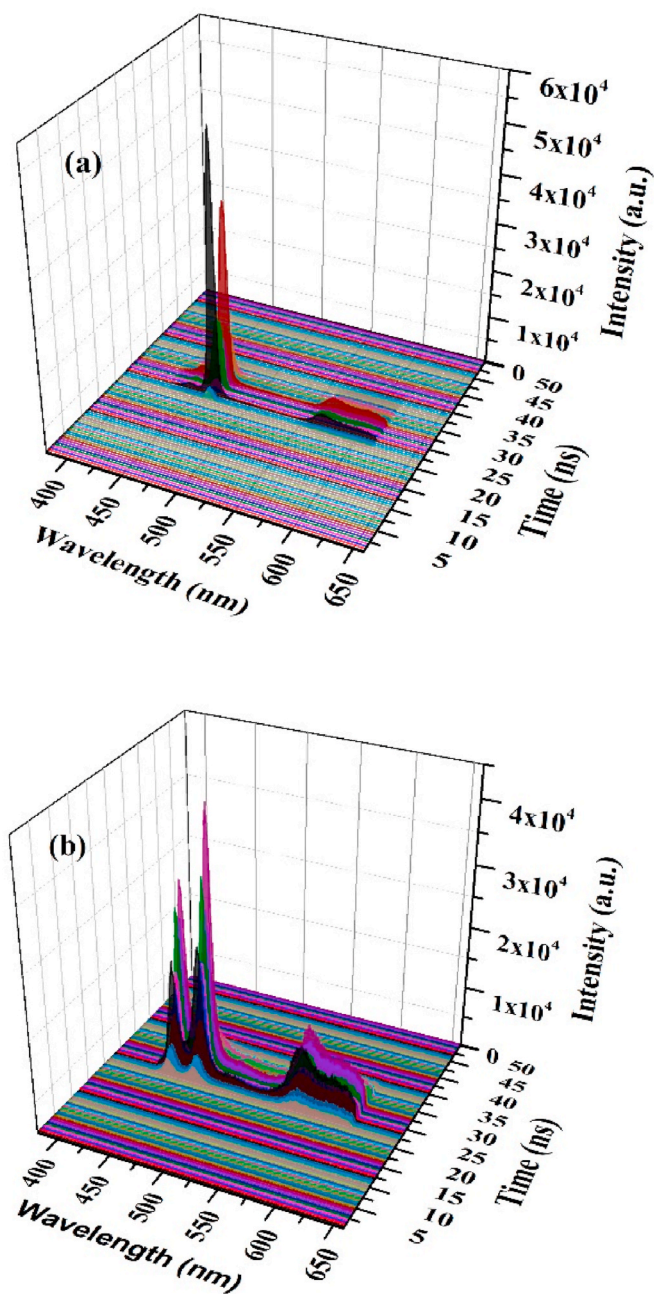 (a)
6x10⁴
5x10⁴
4x10⁴
3x10⁴
2x10⁴
1x10⁴
0
Intensity (a.u.)
50
45
40
35
30
25
20
15
10
5
Time (ns)
400
450
500
550
600
650
Wavelength (nm)
(b)
4x10⁴
3x10⁴
2x10⁴
1x10⁴
0
Intensity (a.u.)
50
45
40
35
30
25
20
15
10
5
Time (ns)
400
450
500
550
600
650
Wavelength (nm)